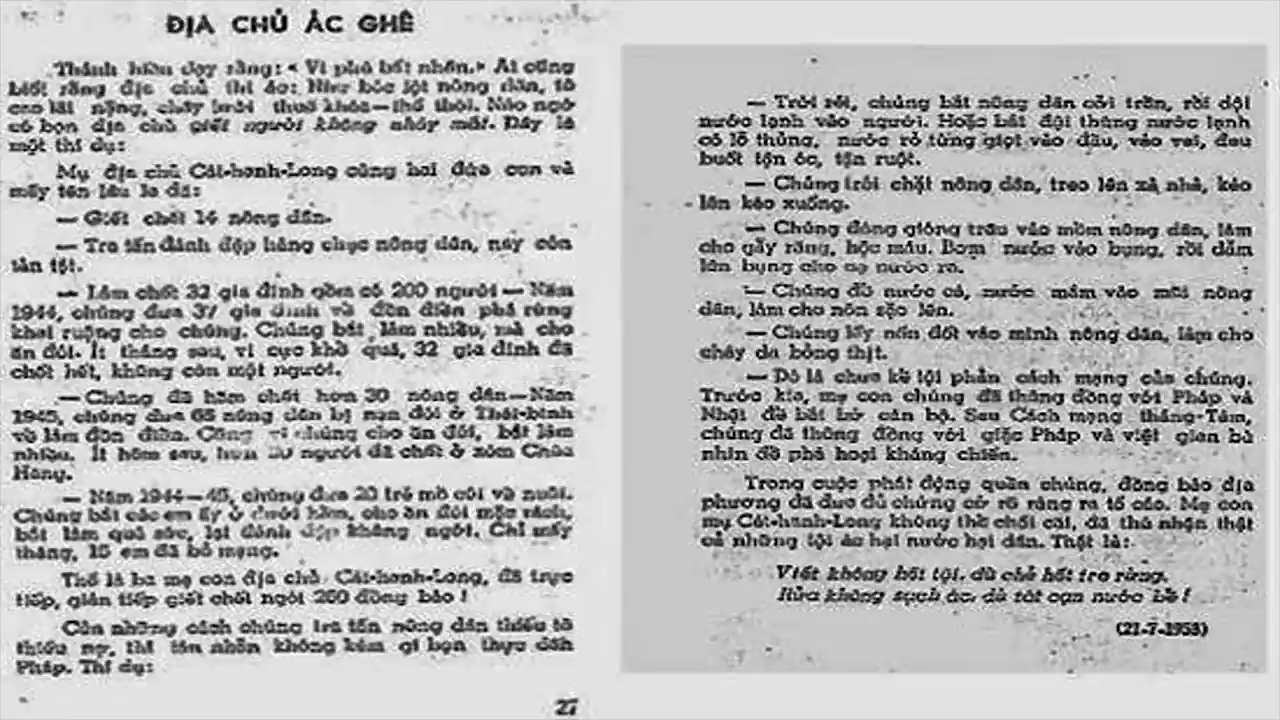 ĐỊA CHỦ ÁC GHÊ
Thánh hiền dạy rằng: « Vi phú bất nhân.» Ai cũng
biết rằng địa chủ thì ác: Như bóc lột nông dân, tô
cao lãi nặng, chây lười thuế khóa—thế thôi. Nào ngờ
có bọn địa chủ giết người không nháy mắt. Đây là
một thí dụ:
Mụ địa chủ Cát-hanh-Long cùng hai đứa con và
mấy tên lâu la đã:
— Giết chết 14 nông dân.
— Tra tấn đánh đập hàng chục nông dân, nay còn
tàn tật.
— Làm chết 32 gia đình gồm có 200 người — Năm
1944, chúng đưa 37 gia đình về đồn điền phá rừng
khai ruộng cho chúng. Chúng bắt làm nhiều, mà cho
ăn đói. Ít tháng sau, vì cực khổ quá, 32 gia đình đã
chết hết, không còn một người.
— Chúng đã hãm chết hơn 30 nông dân—Năm
1945, chúng đưa 65 nông dân bị nạn đói ở Thái-bình
về làm đồn điền. Cũng vì chúng cho ăn đói, bắt làm
nhiều. Ít hôm sau, hơn 30 người đã chết ở xóm Chùa
Hang.
— Năm 1944—45, chúng đưa 20 trẻ mồ côi về nuôi.
Chúng bắt các em ấy ở dưới hầm, cho ăn đói mặc rách,
bắt làm quá sức, lại đánh đập không ngớt. Chỉ mấy
tháng, 15 em đã bỏ mạng.
Thế là ba mẹ con địa chủ Cát-hanh-Long, đã trực
tiếp, gián tiếp giết chết ngót 260 đồng bào !
Còn những cách chúng tra tấn nông dân thiếu tô
thiếu nợ, thì tàn nhẫn không kém gì bọn thực dân
Pháp. Thí dụ:
27
— Trời rét, chúng bắt nông dân cởi trần, rồi dội
nước lạnh vào người. Hoặc bắt đội thùng nước lạnh
có lỗ thủng, nước rỏ từng giọt vào đầu, vào vai, đau
buốt tận óc, tận ruột.
— Chúng trói chặt nông dân, treo lên xà nhà, kéo
lên kéo xuống.
— Chúng đóng gióng trâu vào mồm nông dân, làm
cho gẫy răng, hộc máu. Bơm nước vào bụng, rồi dẫm
lên bụng cho oẹ nước ra.
— Chúng đổ nước cà, nước mắm vào mũi nông
dân, làm cho nôn sặc lên.
— Chúng lấy nến đốt vào mình nông dân, làm cho
cháy da bỏng thịt.
— Đó là chưa kể tội phản cách mạng của chúng.
Trước kia, mẹ con chúng đã thông đồng với Pháp và
Nhật để bắt bớ cán bộ. Sau Cách mạng tháng-Tám,
chúng đã thông đồng với giặc Pháp và việt gian bù
nhìn để phá hoại kháng chiến.
Trong cuộc phát động quần chúng, đồng bào địa
phương đã đưa đủ chứng cớ rõ ràng ra tố cáo. Mẹ con
mụ Cát-hanh-Long không thể chối cãi, đã thú nhận thật
cả những tội ác hại nước hại dân. Thật là:
Viết không hết tội, dù chẻ hết tre rừng,
Rửa không sạch ác, dù tát cạn nước bể !
(21-7-1953)